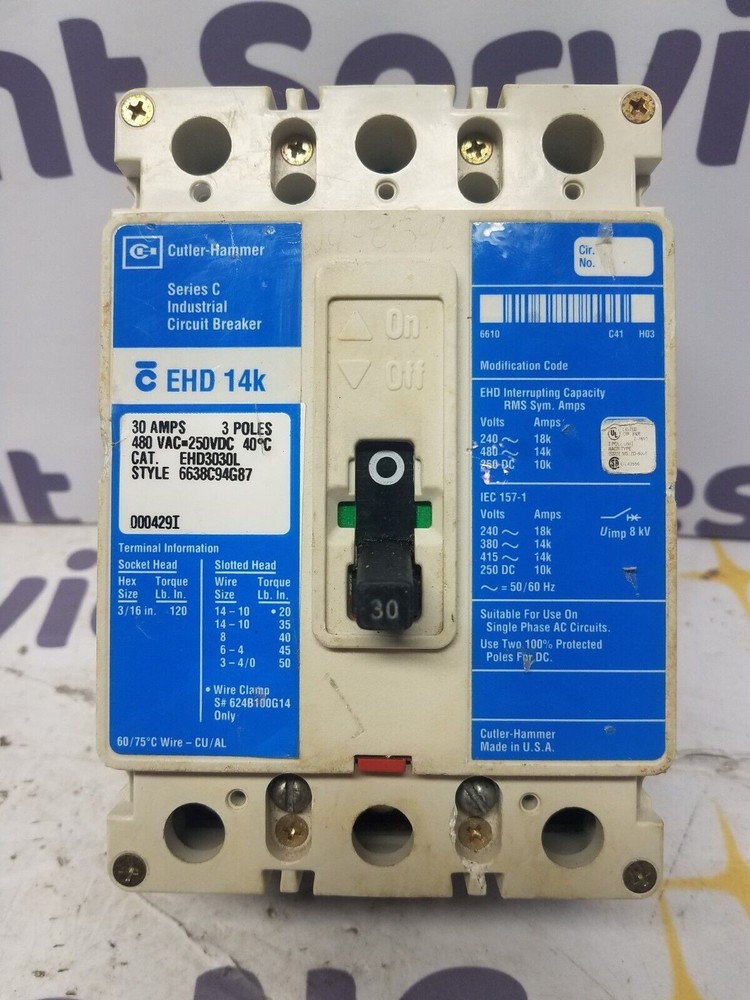 nt Servi
Cutler-Hammer
Series C
Industrial
Circuit Breaker
C EHD 14k
30 AMPS 3 POLES
480 VAC=250VDC 40°C
CAT. EHD3030L
STYLE 6638C94G87
000429I
Terminal Information
Socket Head
Hex Torque
Size Lb. In.
3/16 in. 120
Slotted Head
Wire Torque
Size Lb. In.
14-10 •20
14-10 35
8 40
6-4 45
3-4/0 50
• Wire Clamp
S# 624B100G14
Only
60/75°C Wire - CU/AL
On
Off
O
30
Cir.
No.
6610 C41 H03
Modification Code
EHD Interrupting Capacity
RMS Sym. Amps
Volts Amps
240 ~ 18k
480 ~ 14k
250 DC 10k
IEC 157-1
Volts Amps
240 ~ 18k
380 ~ 14k
415 ~ 14k
250 DC 10k
Uimp 8 kV
~ = 50/60 Hz
Suitable For Use On
Single Phase AC Circuits.
Use Two 100% Protected
Poles For DC.
Cutler-Hammer
Made in U.S.A.